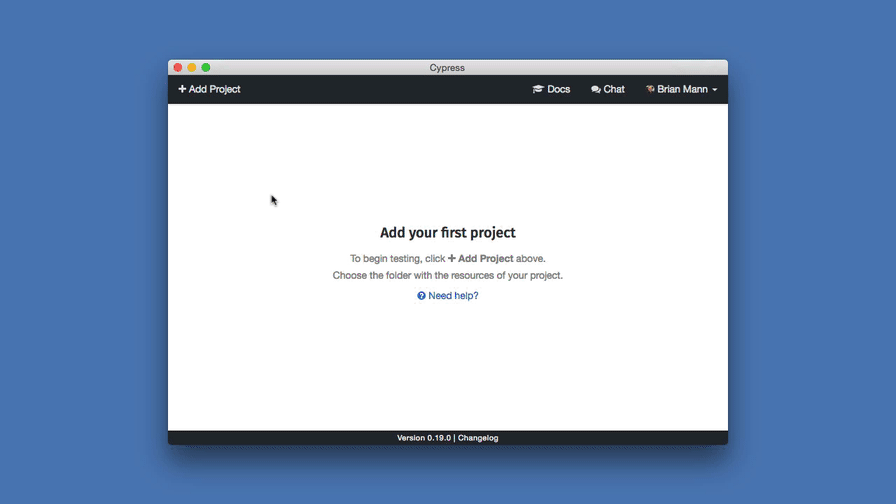 Cypress
Add Project
Docs
Chat
Brian Mann
Add your first project
To begin testing, click + Add Project above.
Choose the folder with the resources of your project.
Need help?
Version 0.19.0 | Changelog